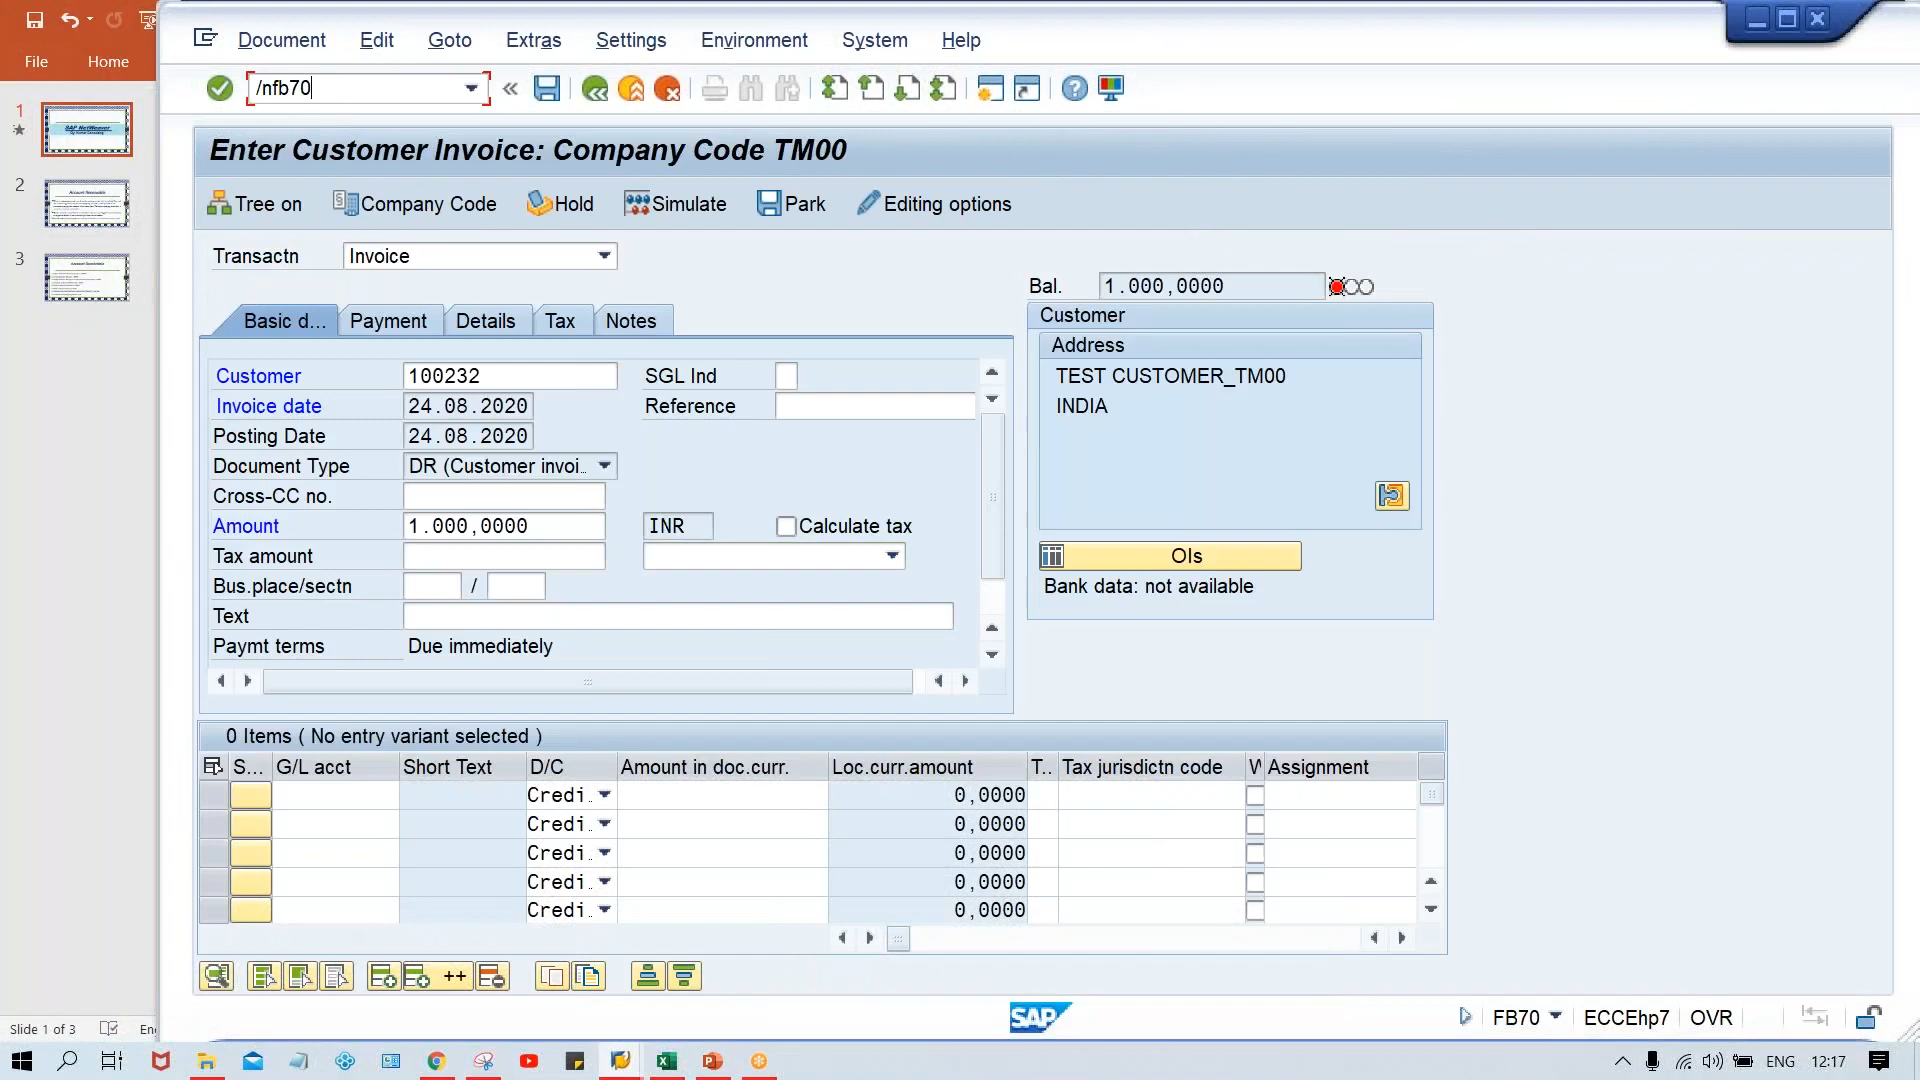 File Home
Document Edit Goto Extras Settings Environment System Help
/nfb70
Enter Customer Invoice: Company Code TM00
Tree on Company Code Hold Simulate Park Editing options
Transactn Invoice
Bal. 1.000,0000
Basic d... Payment Details Tax Notes
Customer
Address
TEST CUSTOMER_TM00
INDIA
Customer 100232 SGL Ind
Invoice date 24.08.2020 Reference
Posting Date 24.08.2020
Document Type DR (Customer invoi..
Cross-CC no.
Amount 1.000,0000 INR Calculate tax
Tax amount
Bus.place/sectn /
Text
Paymt terms Due immediately
OIs
Bank data: not available
0 Items ( No entry variant selected )
S... G/L acct Short Text D/C Amount in doc.curr. Loc.curr.amount T.. Tax jurisdictn code W Assignment
Credi.. 0,0000
Credi.. 0,0000
Credi.. 0,0000
Credi.. 0,0000
Credi.. 0,0000
++
SAP
FB70 ECCEhp7 OVR
1
SAP NetWeaver
2
3
Slide 1 of 3
ENG 12:17